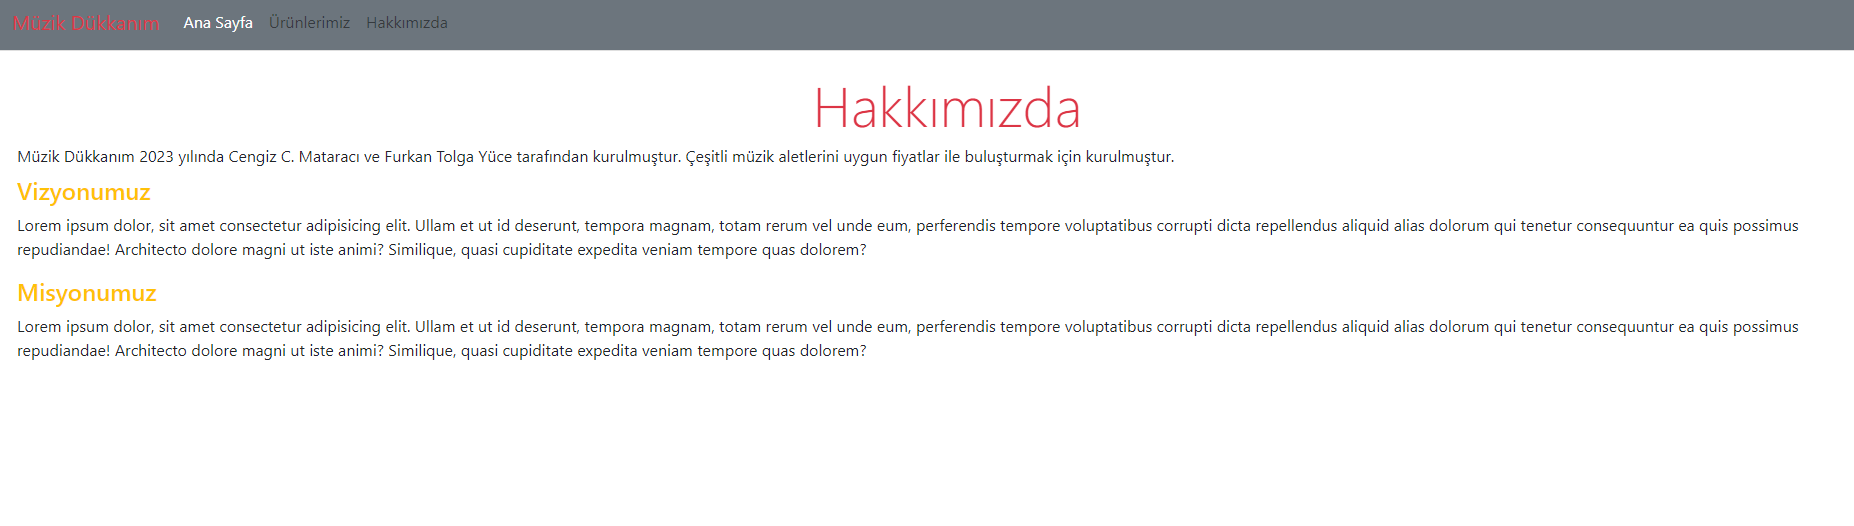 Müzik Dükkanım Ana Sayfa Ürünlerimiz Hakkımızda
Hakkımızda
Müzik Dükkanım 2023 yılında Cengiz C. Mataracı ve Furkan Tolga Yüce tarafından kurulmuştur. Çeşitli müzik aletlerini uygun fiyatlar ile buluşturmak için kurulmuştur.
Vizyonumuz
Lorem ipsum dolor, sit amet consectetur adipisicing elit. Ullam et ut id deserunt, tempora magnam, totam rerum vel unde eum, perferendis tempore voluptatibus corrupti dicta repellendus aliquid alias dolorum qui tenetur consequuntur ea quis possimus
repudiandae! Architecto dolore magni ut iste animi? Similique, quasi cupiditate expedita veniam tempore quas dolorem?
Misyonumuz
Lorem ipsum dolor, sit amet consectetur adipisicing elit. Ullam et ut id deserunt, tempora magnam, totam rerum vel unde eum, perferendis tempore voluptatibus corrupti dicta repellendus aliquid alias dolorum qui tenetur consequuntur ea quis possimus
repudiandae! Architecto dolore magni ut iste animi? Similique, quasi cupiditate expedita veniam tempore quas dolorem?